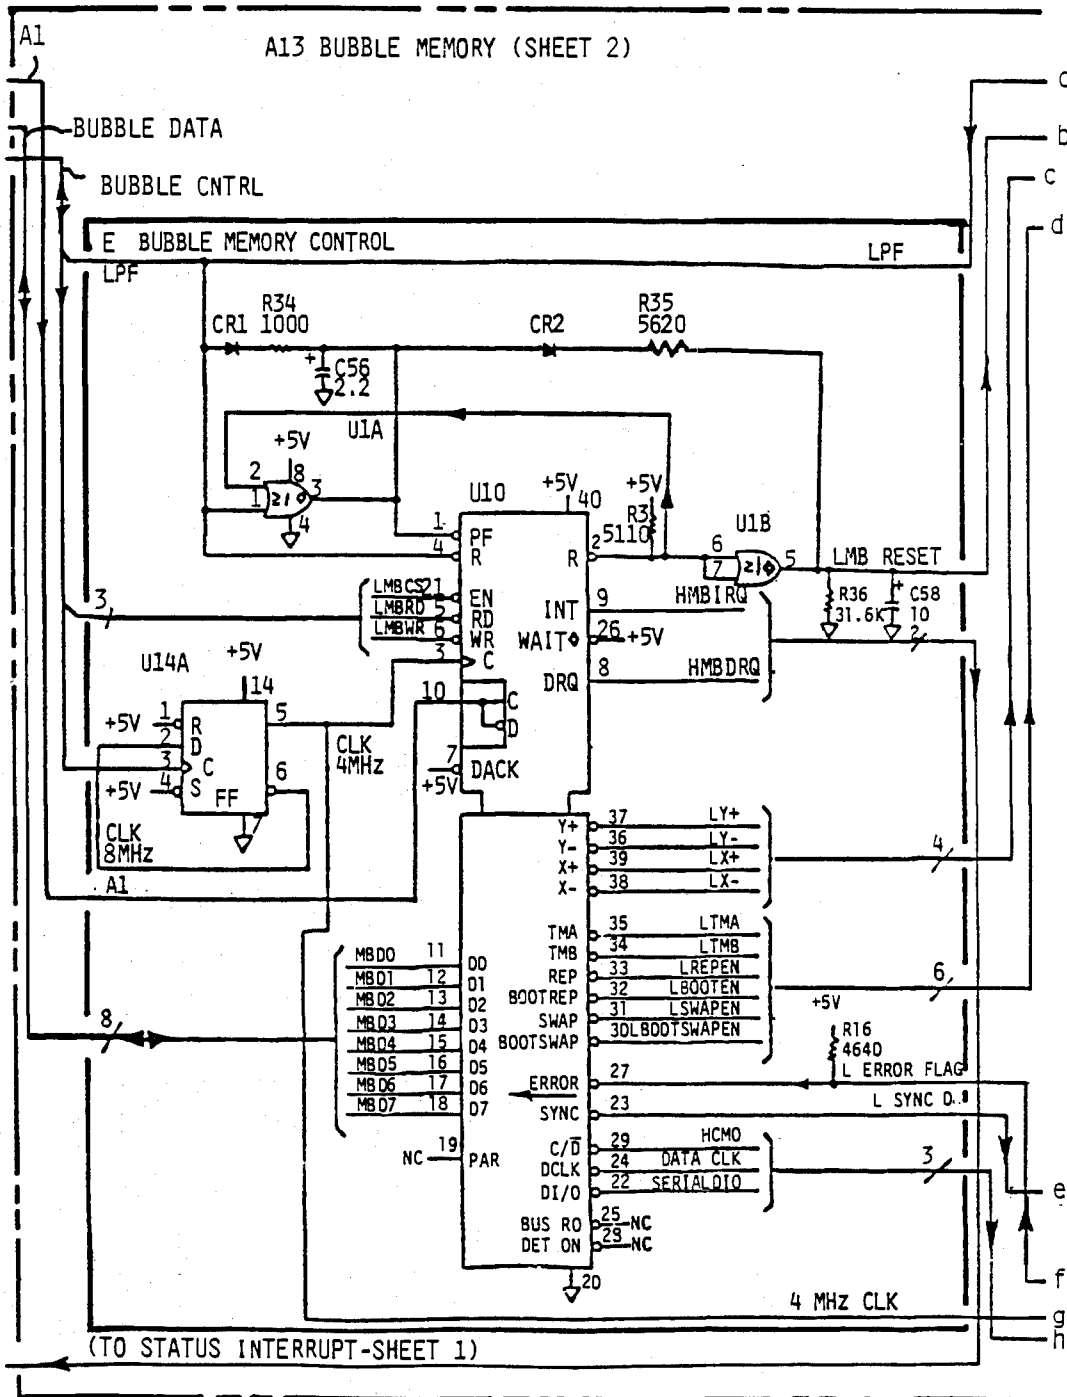 A1
A13 BUBBLE MEMORY (SHEET 2)
BUBBLE DATA
b
BUBBLE CNTRL
c
d
E BUBBLE MEMORY CONTROL
LPF
LPF
R34
1000
CR1
CR2
R35
5620
+
C56
2.2
U1A
+5V
2
8
1
≥1
3
4
U10
+5V
40
+5V
R3
5110
U1B
1
PF
4
R
R
2
6
7
≥1
5
LMB RESET
R36
31.6K
+
C58
10
2
LMBCS
21
EN
LMBRD
5
RD
LMBWR
6
WR
3
C
3
INT
9
HMBIRQ
WAIT
26
+5V
DRQ
8
HMBDRQ
U14A
+5V
14
+5V
1
R
5
2
D
3
C
6
+5V
4
S
FF
7
CLK
8MHz
CLK
4MHz
10
C
D
7
DACK
+5V
A1
Y+
37
LY+
Y-
36
LY-
X+
39
LX+
X-
38
LX-
4
TMA
35
LTMA
TMB
34
LTMB
REP
33
LREPEN
BOOTREP
32
LBOOTEN
SWAP
31
LSWAPEN
BOOTSWAP
30
LBOOTSWAPEN
6
MBD0
11
D0
MBD1
12
D1
MBD2
13
D2
MBD3
14
D3
MBD4
15
D4
MBD5
16
D5
MBD6
17
D6
MBD7
18
D7
8
NC
19
PAR
+5V
R16
4640
ERROR
27
L ERROR FLAG
SYNC
23
L SYNC D
C/D̅
29
HCMO
DCLK
24
DATA CLK
DI/O
22
SERIALDIO
3
e
BUS RQ
25
NC
DET ON
NC
20
f
4 MHz CLK
g
h
(TO STATUS INTERRUPT-SHEET 1)